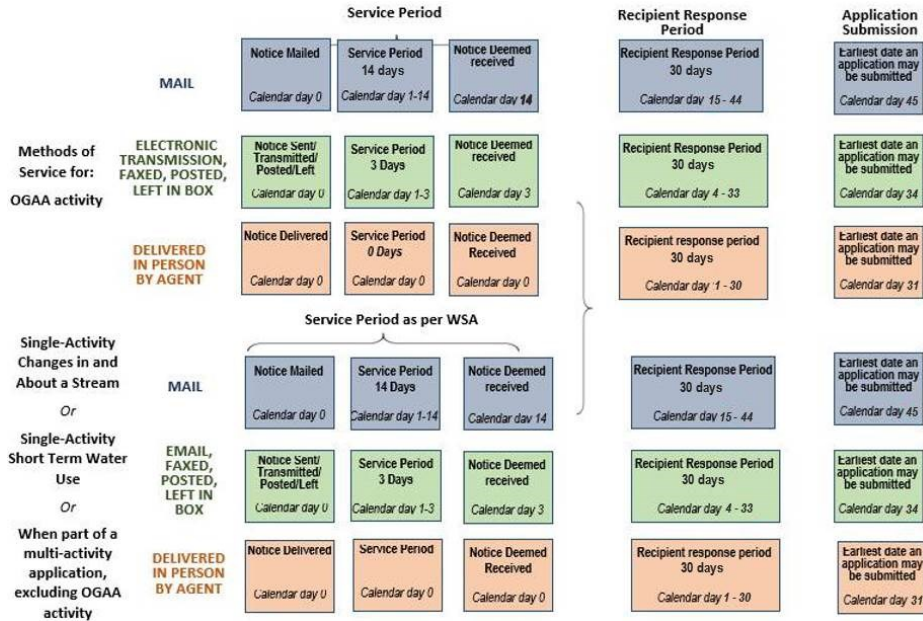 Service Period
Recipient Response
Period
Application
Submission
MAIL
Notice Mailed
Calendar day 0
Service Period
14 days
Calendar day 1-14
Notice Deemed
received
Calendar day 14
Recipient Response Period
30 days
Calendar day 15 - 44
Earliest date an
application may
be submitted
Calendar day 45
Methods of
Service for:
OGAA activity
ELECTRONIC
TRANSMISSION,
FAXED, POSTED,
LEFT IN BOX
Notice Sent/
Transmitted/
Posted/Left
Calendar day 0
Service Period
3 Days
Calendar day 1-3
Notice Deemed
received
Calendar day 3
Recipient Response Period
30 days
Calendar day 4 - 33
Earliest date an
application may
be submitted
Calendar day 34
DELIVERED
IN PERSON
BY AGENT
Notice Delivered
Calendar day 0
Service Period
0 Days
Calendar day 0
Notice Deemed
Received
Calendar day 0
Recipient response period
30 days
Calendar day 1 - 30
Earliest date an
application may
be submitted
Calendar day 31
Service Period as per WSA
Single-Activity
Changes in and
About a Stream
Or
Single-Activity
Short Term Water
Use
Or
When part of a
multi-activity
application,
excluding OGAA
activity
MAIL
Notice Mailed
Calendar day 0
Service Period
14 Days
Calendar day 1-14
Notice Deemed
received
Calendar day 14
Recipient Response Period
30 days
Calendar day 15 - 44
Earliest date an
application may
be submitted
Calendar day 45
EMAIL,
FAXED,
POSTED,
LEFT IN
BOX
Notice Sent/
Transmitted/
Posted/Left
Calendar day 0
Service Period
3 Days
Calendar day 1-3
Notice Deemed
received
Calendar day 3
Recipient Response Period
30 days
Calendar day 4 - 33
Earliest date an
application may
be submitted
Calendar day 34
DELIVERED
IN PERSON
BY AGENT
Notice Delivered
Calendar day 0
Service Period
Calendar day 0
Notice Deemed
Received
Calendar day 0
Recipient response period
30 days
Calendar day 1 - 30
Earliest date an
application may
be submitted
Calendar day 31